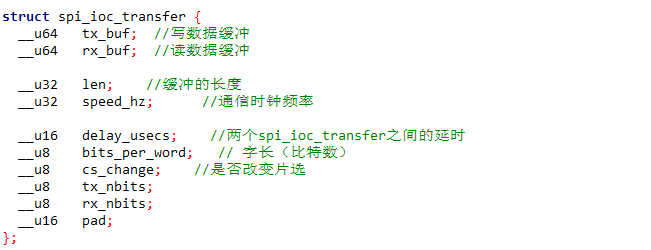 struct spi_ioc_transfer {
__u64 tx_buf; //写数据缓冲
__u64 rx_buf; //读数据缓冲
__u32 len; //缓冲的长度
__u32 speed_hz; //通信时钟频率
__u16 delay_usecs; //两个spi_ioc_transfer之间的延时
__u8 bits_per_word; // 字长（比特数）
__u8 cs_change; //是否改变片选
__u8 tx_nbits;
__u8 rx_nbits;
__u16 pad;
};